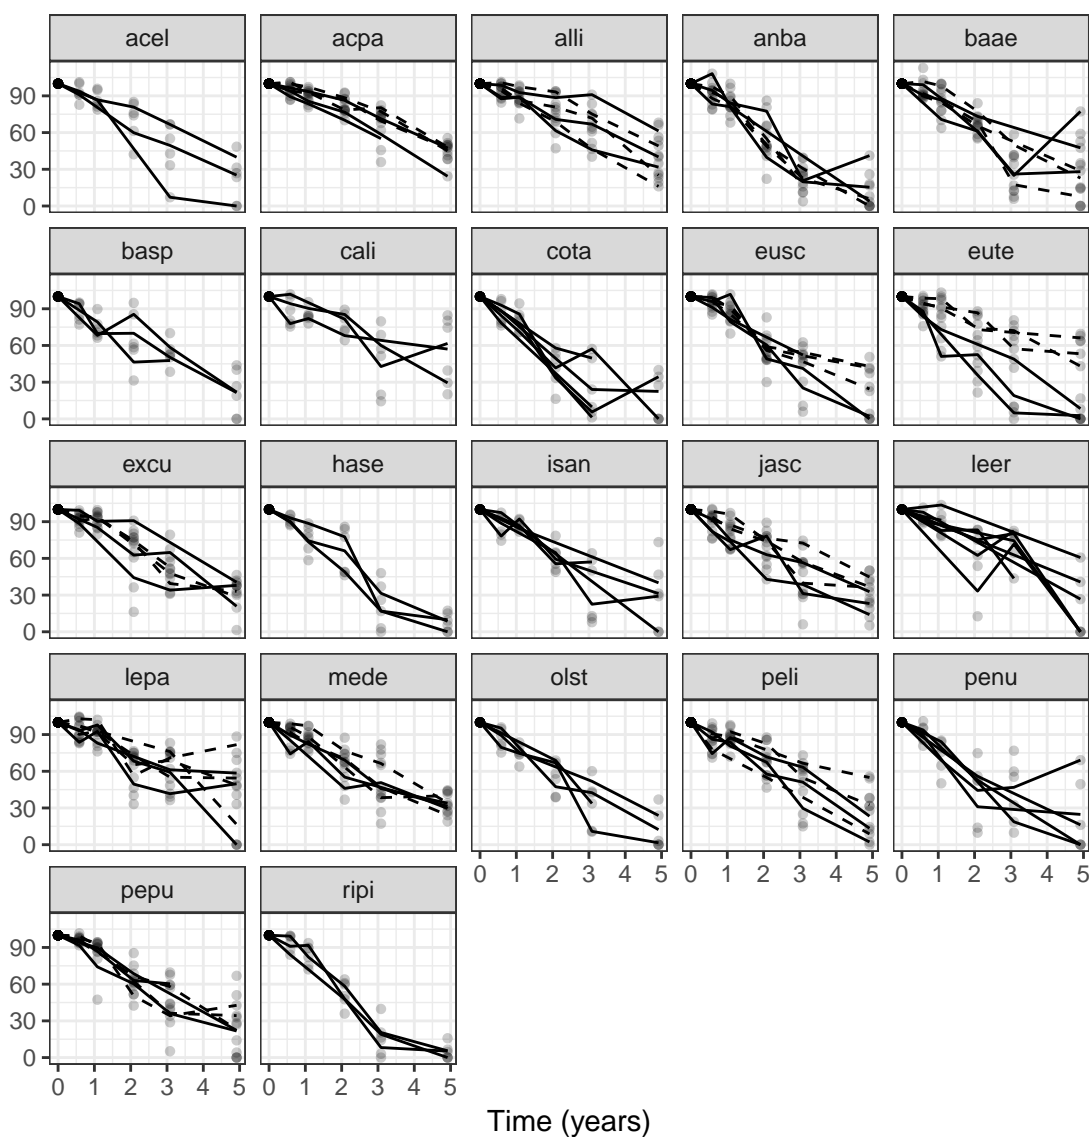 acel acpa alli anba baae
90
60
30
0
basp cali cota eusc eute
90
60
30
0
excu hase isan jasc leer
90
60
30
0
lepa mede olst peli penu
90
60
30
0
0 1 2 3 4 5 0 1 2 3 4 5 0 1 2 3 4 5
pepu ripi
90
60
30
0
0 1 2 3 4 5 0 1 2 3 4 5
Time (years)